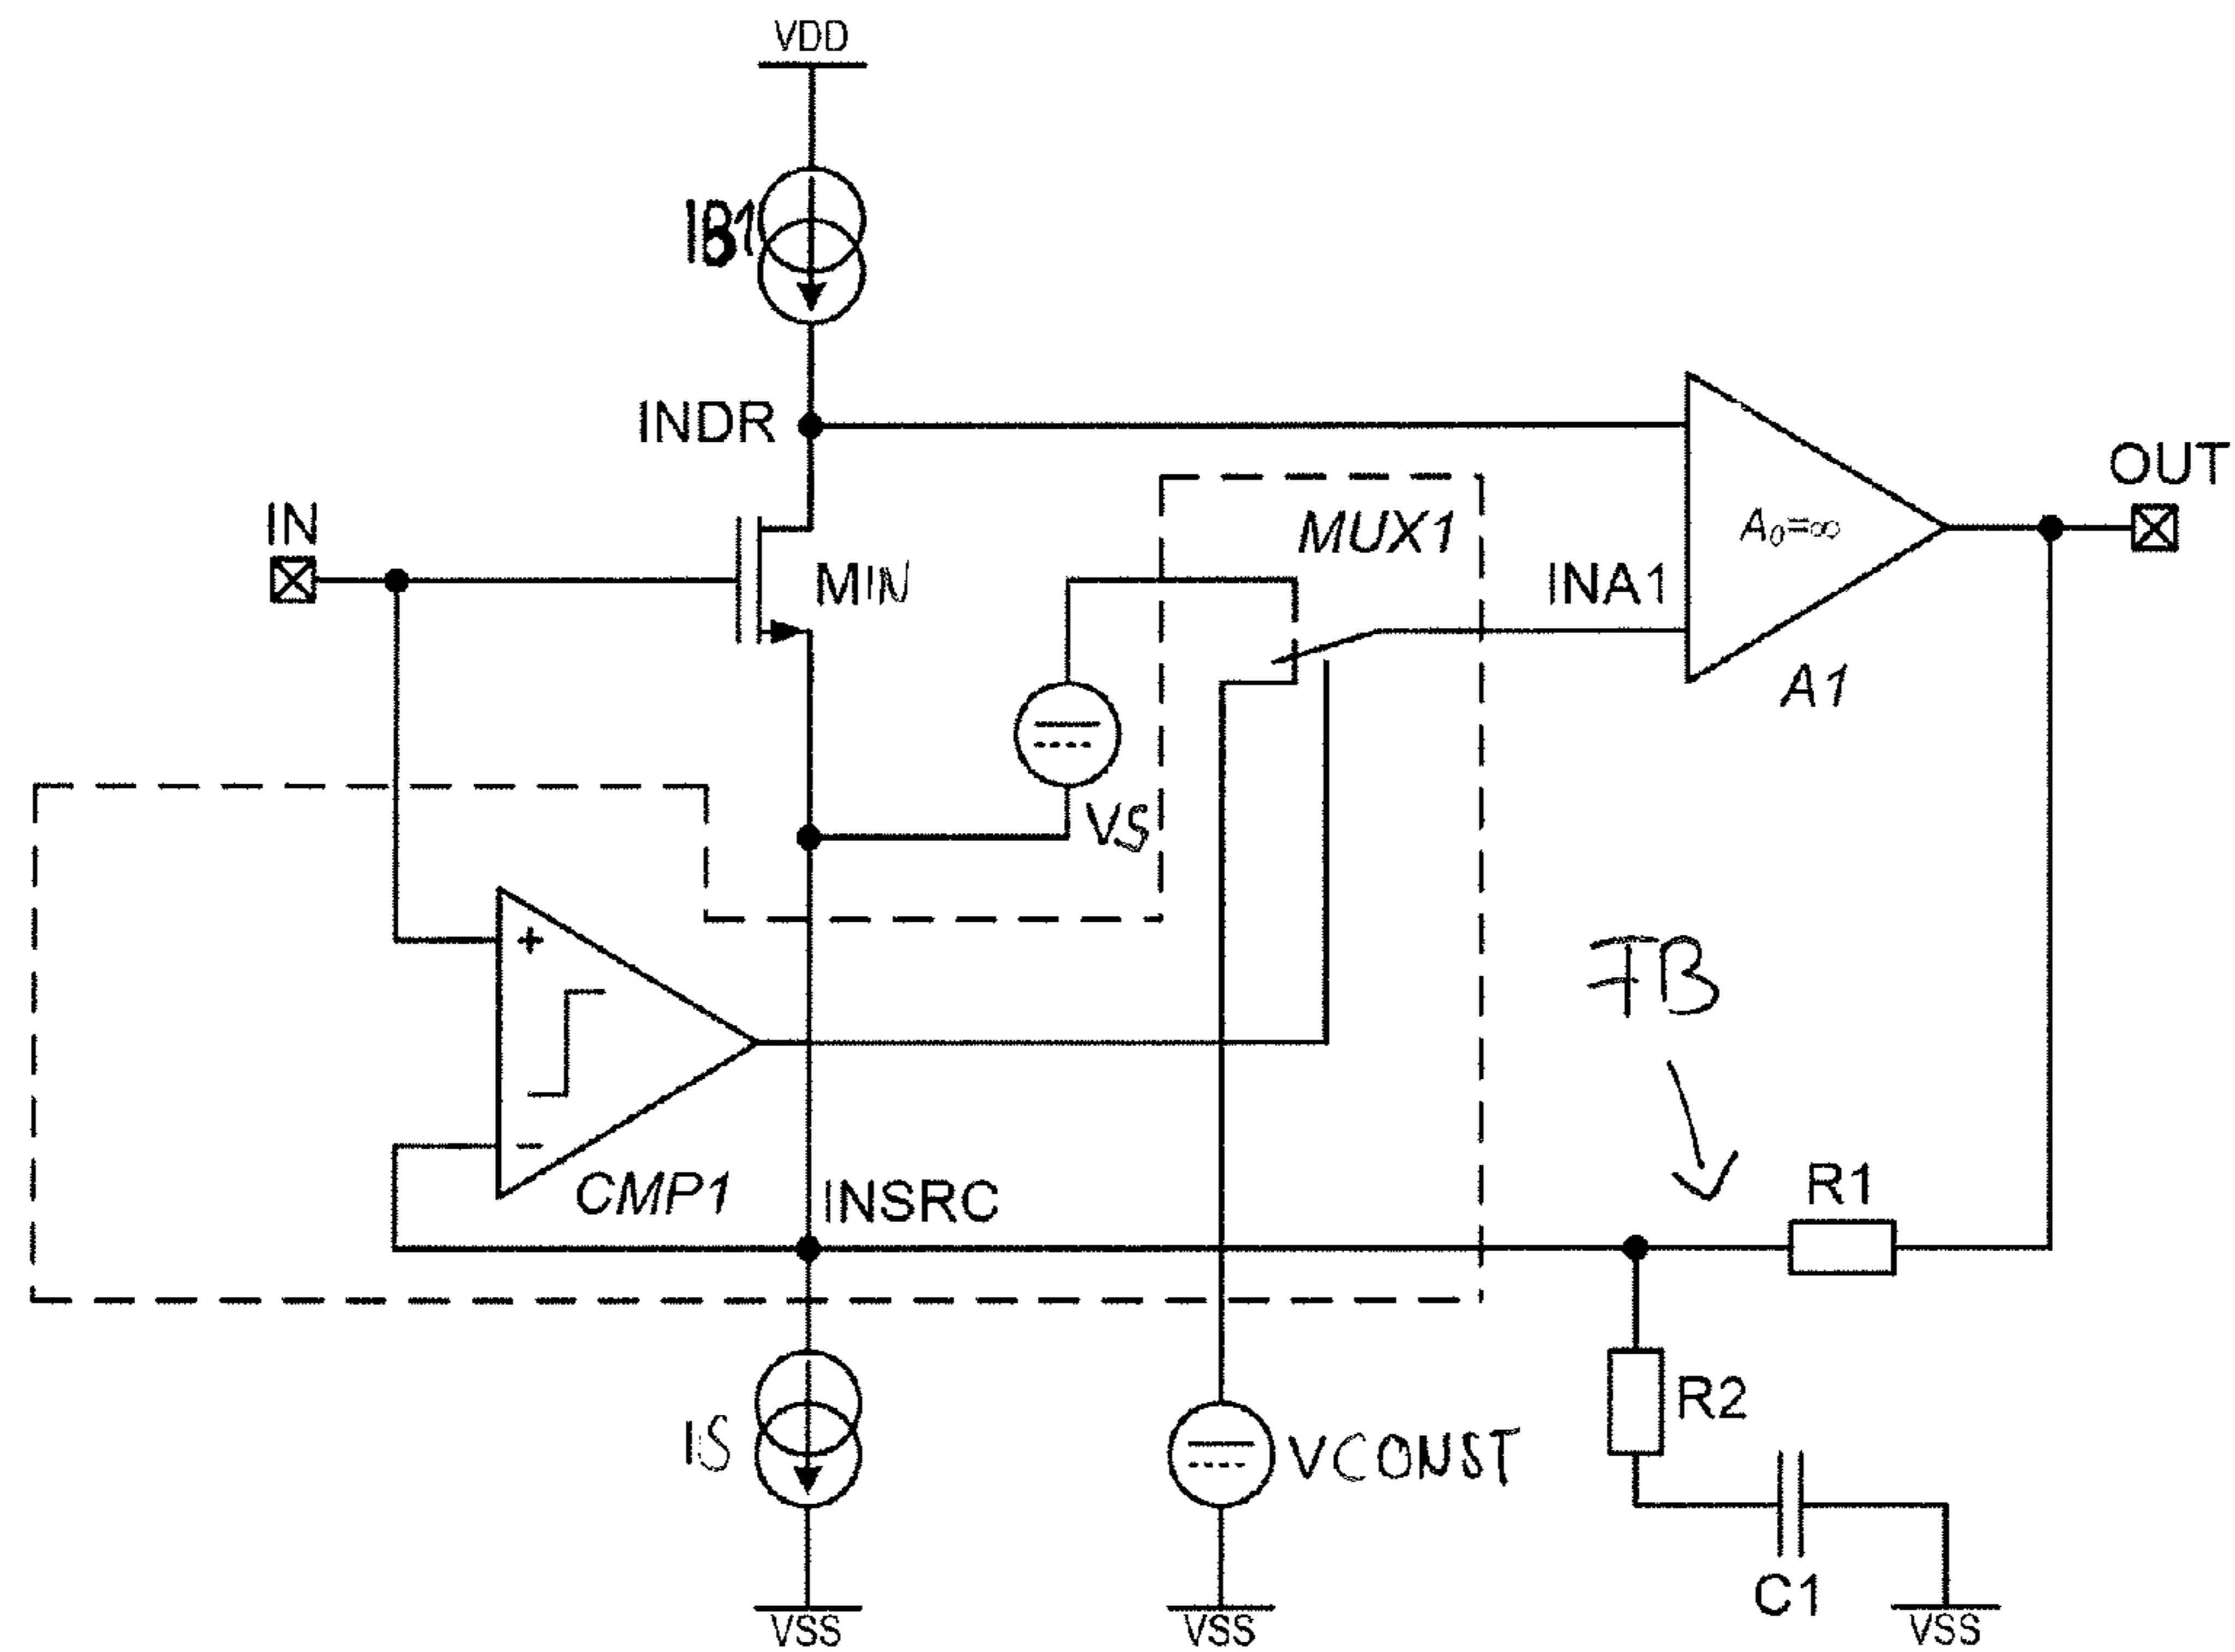 VDD
IB1
INDR
IN
MIN
MUX1
INA1
A0=∞
OUT
A1
VS
+
-
CMP1
INSRC
FB
R1
R2
IS
VCONST
C1
VSS
VSS
VSS